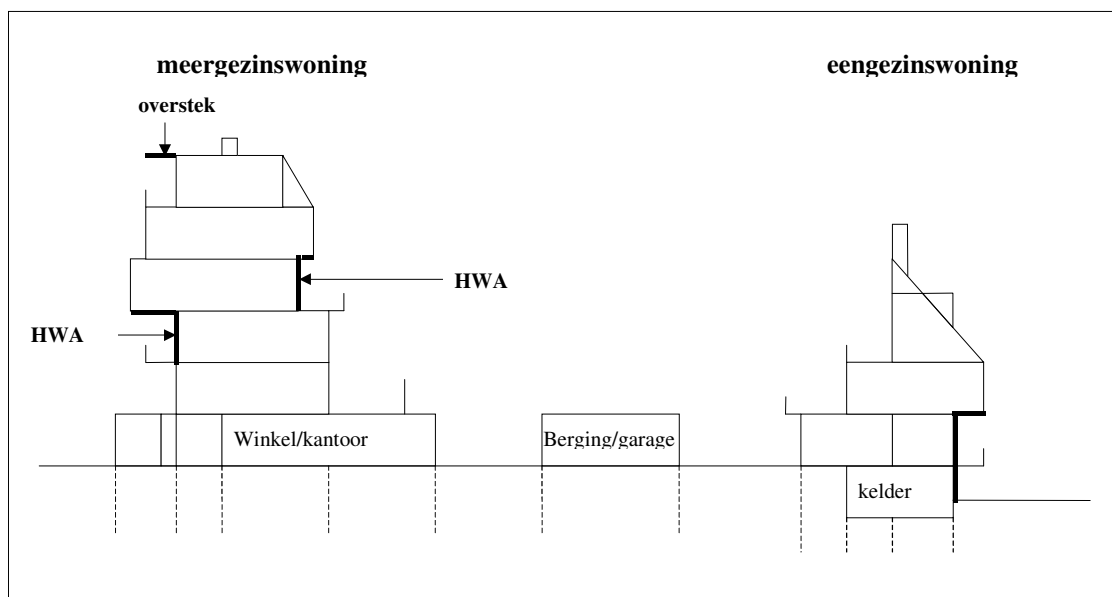 meergezinswoning
eengezinswoning
overstek
HWA
HWA
Winkel/kantoor
Berging/garage
kelder